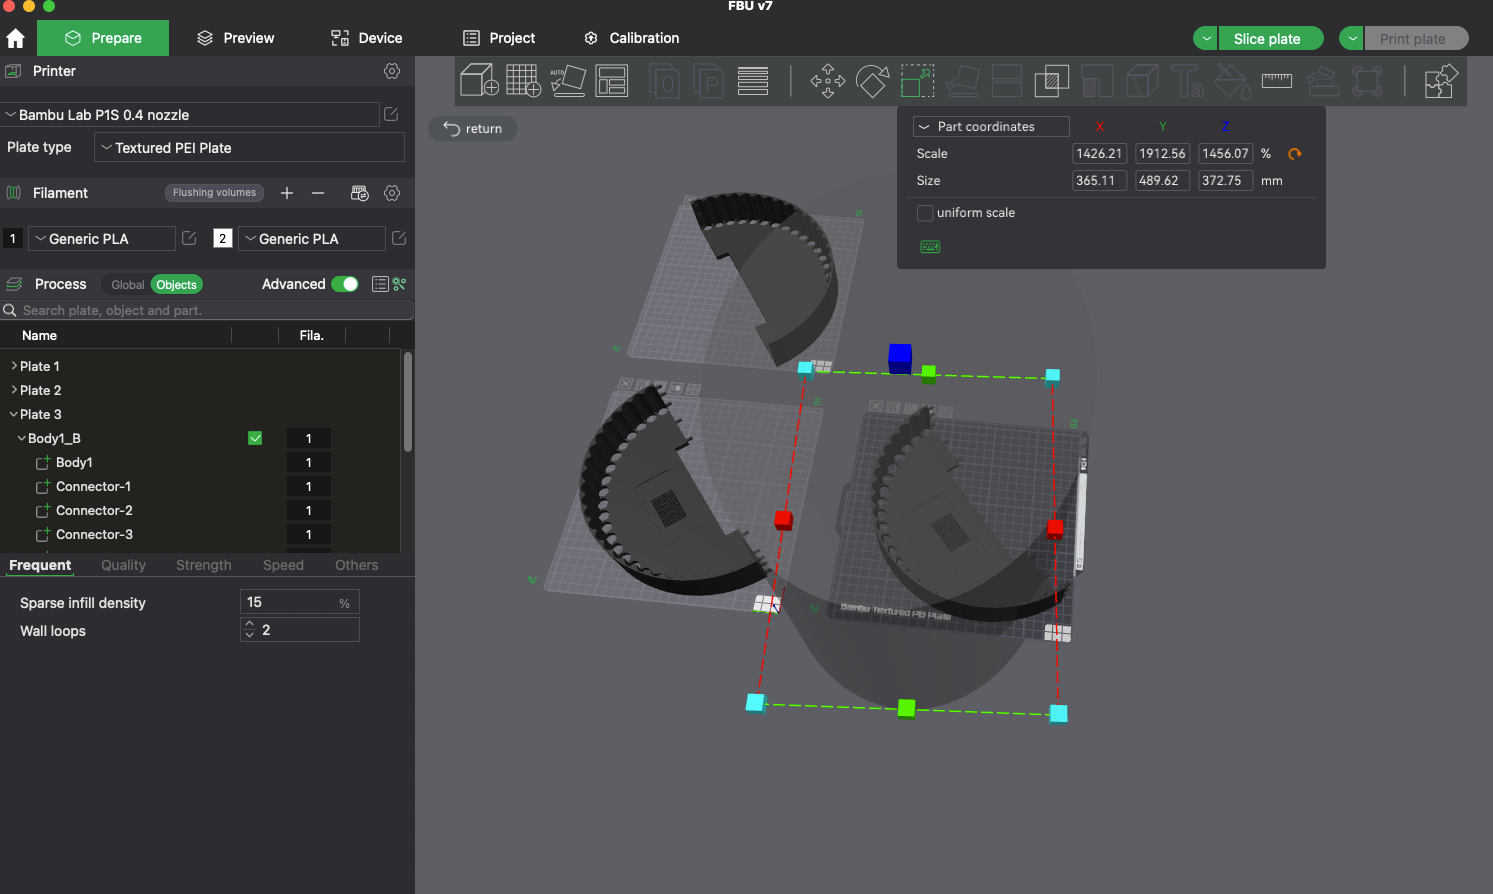 FBU v7
Prepare
Preview
Device
Project
Calibration
Slice plate
Print plate
Printer
Bambu Lab P1S 0.4 nozzle
Plate type
Textured PEI Plate
Filament
Flushing volumes
1
Generic PLA
2
Generic PLA
Process
Global
Objects
Advanced
Search plate, object and part.
Name
Fila.
Plate 1
Plate 2
Plate 3
Body1_B
1
Body1
1
Connector-1
1
Connector-2
1
Connector-3
1
Frequent
Quality
Strength
Speed
Others
Sparse infill density
15
%
Wall loops
2
AUTO
return
Part coordinates
X
Y
Z
Scale
1426.21
1912.56
1456.07
%
Size
365.11
489.62
372.75
mm
uniform scale
Bambu Textured PEI Plate